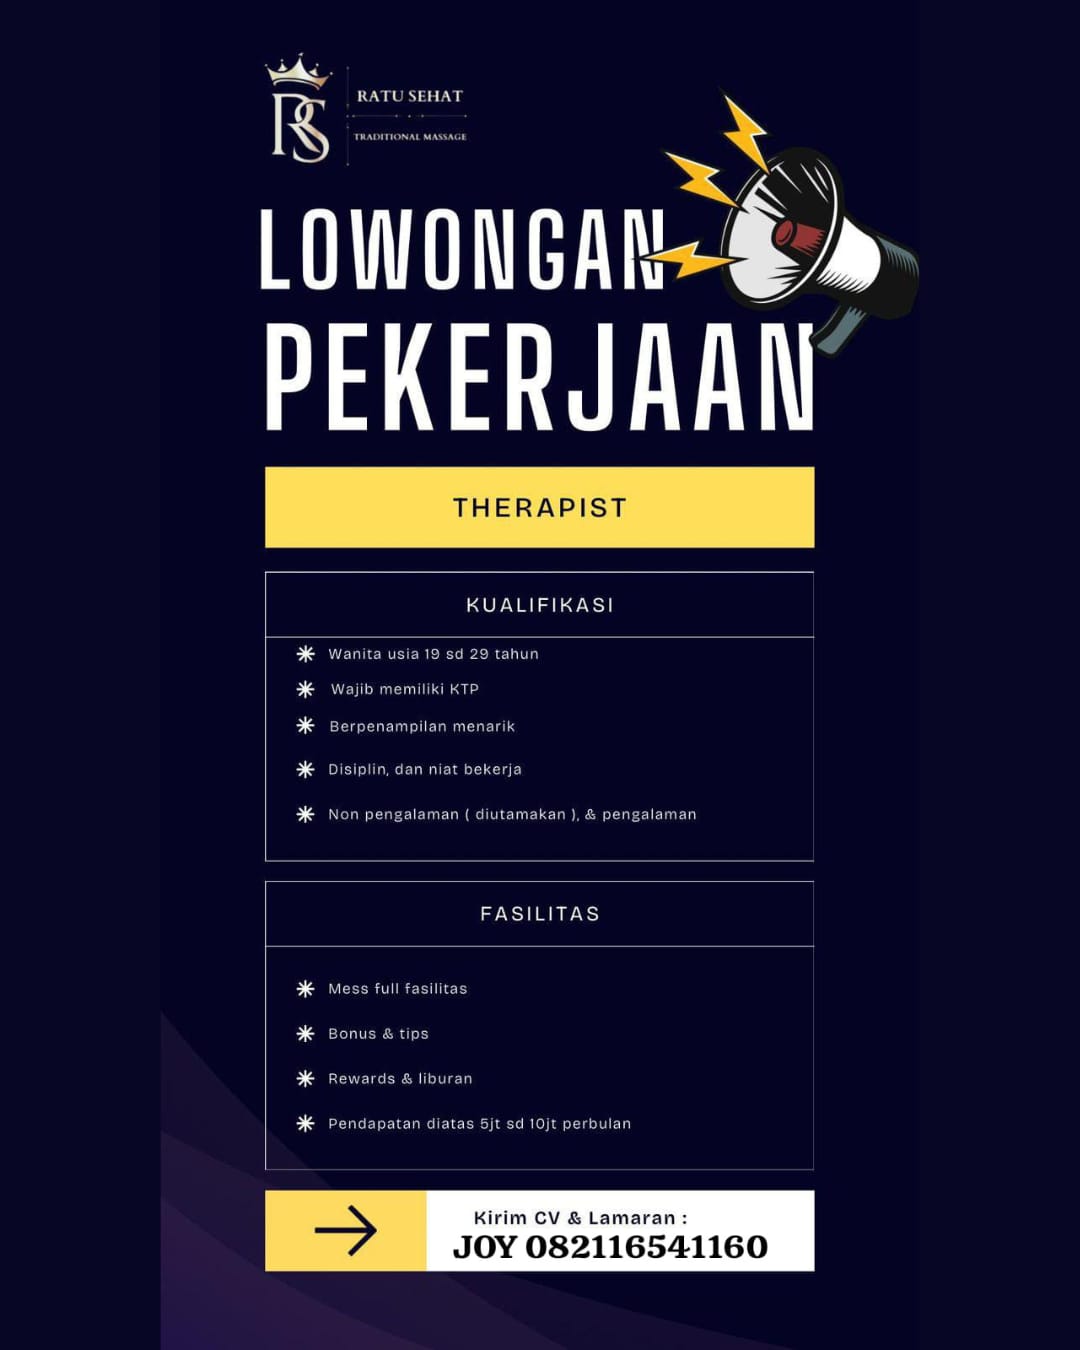 RS
RATU SEHAT
TRADITIONAL MASSAGE
LOWONGAN
PEKERJAAN
THERAPIST
KUALIFIKASI
Wanita usia 19 sd 29 tahun
Wajib memiliki KTP
Berpenampilan menarik
Disiplin, dan niat bekerja
Non pengalaman ( diutamakan ), & pengalaman
FASILITAS
Mess full fasilitas
Bonus & tips
Rewards & liburan
Pendapatan diatas 5jt sd 10jt perbulan
Kirim CV & Lamaran :
JOY 082116541160